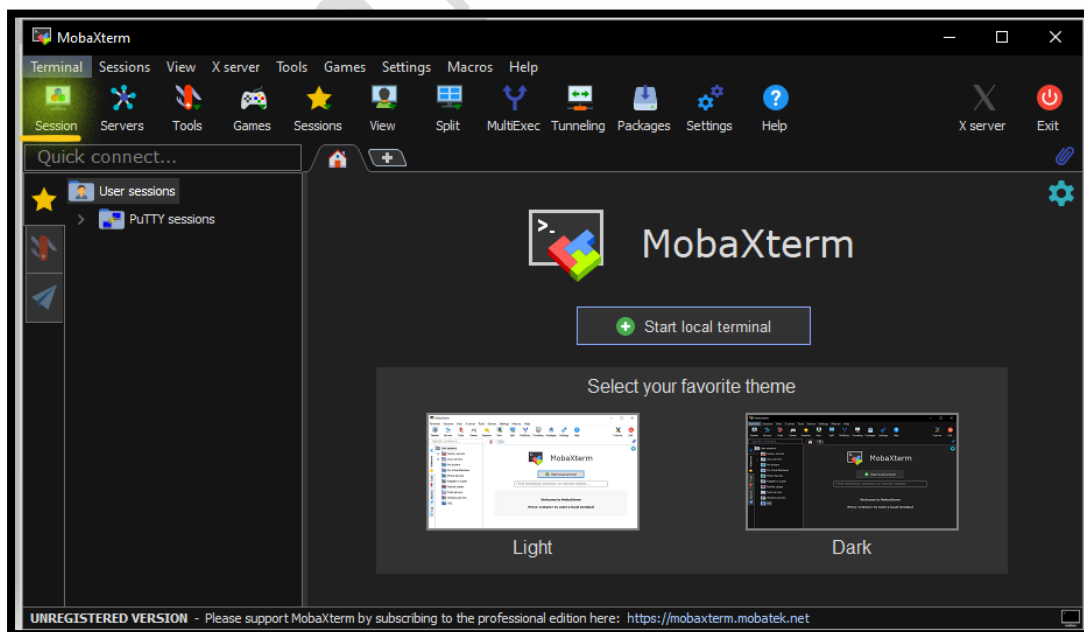 MobaXterm
Terminal Sessions View X server Tools Games Settings Macros Help
Session Servers Tools Games Sessions View Split MultiExec Tunneling Packages Settings Help X server Exit
Quick connect...
User sessions
PuTTY sessions
>_
MobaXterm
Start local terminal
Select your favorite theme
MobaXterm
MobaXterm
Light Dark
UNREGISTERED VERSION - Please support MobaXterm by subscribing to the professional edition here: https://mobaxterm.mobatek.net